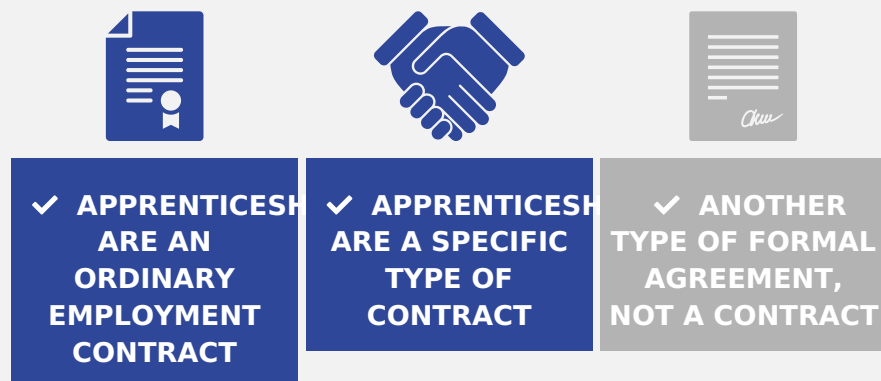 APPRENTICESH
ARE AN
ORDINARY
EMPLOYMENT
CONTRACT
APPRENTICESH
ARE A SPECIFIC
TYPE OF
CONTRACT
ANOTHER
TYPE OF FORMAL
AGREEMENT,
NOT A CONTRACT